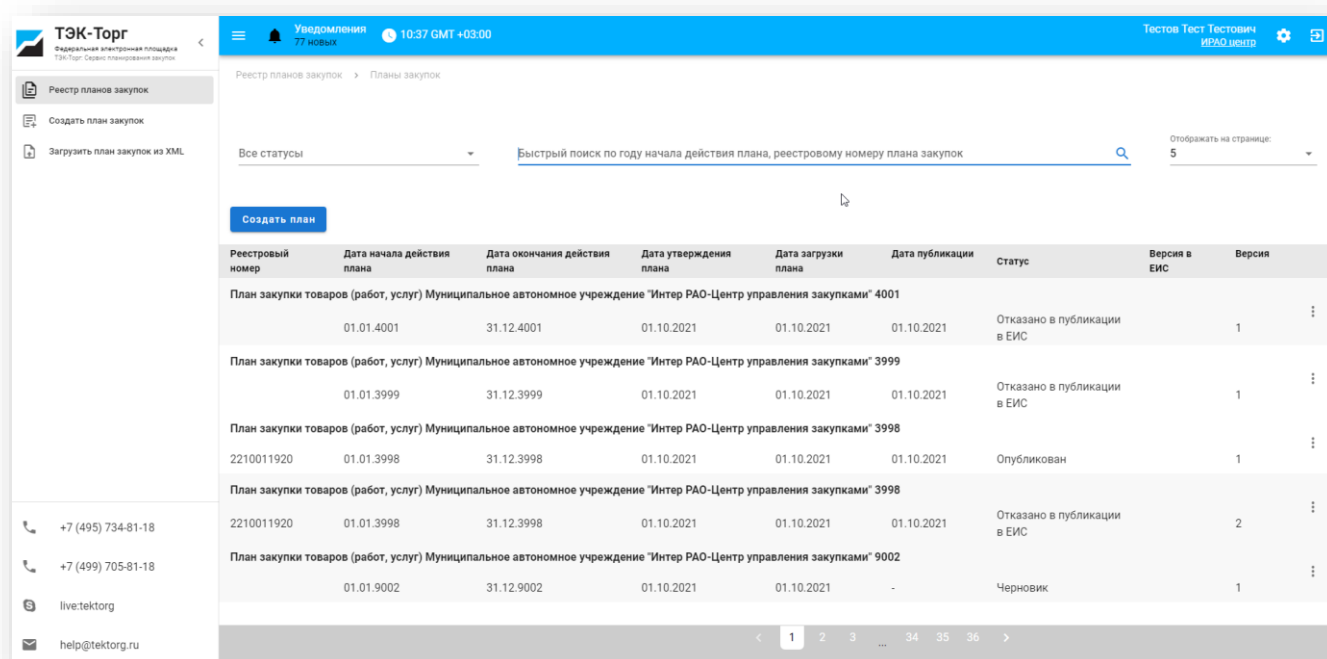 ТЭК-Торг
Федеральная электронная площадка
ТЭК-Торг: Сервис планирования закупок
Уведомления
77 новых
10:37 GMT +03:00
Тестов Тест Тестович
ИРАО центр
Реестр планов закупок
Создать план закупок
Загрузить план закупок из XML
Реестр планов закупок > Планы закупок
Все статусы
Быстрый поиск по году начала действия плана, реестровому номеру плана закупок
Отображать на странице:
5
Создать план
Реестровый номер Дата начала действия плана Дата окончания действия плана Дата утверждения плана Дата загрузки плана Дата публикации Статус Версия в ЕИС Версия
План закупки товаров (работ, услуг) Муниципальное автономное учреждение "Интер РАО-Центр управления закупками" 4001
01.01.4001 31.12.4001 01.10.2021 01.10.2021 01.10.2021 Отказано в публикации в ЕИС 1
План закупки товаров (работ, услуг) Муниципальное автономное учреждение "Интер РАО-Центр управления закупками" 3999
01.01.3999 31.12.3999 01.10.2021 01.10.2021 01.10.2021 Отказано в публикации в ЕИС 1
План закупки товаров (работ, услуг) Муниципальное автономное учреждение "Интер РАО-Центр управления закупками" 3998
2210011920 01.01.3998 31.12.3998 01.10.2021 01.10.2021 01.10.2021 Опубликован 1
План закупки товаров (работ, услуг) Муниципальное автономное учреждение "Интер РАО-Центр управления закупками" 3998
2210011920 01.01.3998 31.12.3998 01.10.2021 01.10.2021 01.10.2021 Отказано в публикации в ЕИС 2
План закупки товаров (работ, услуг) Муниципальное автономное учреждение "Интер РАО-Центр управления закупками" 9002
01.01.9002 31.12.9002 01.10.2021 01.10.2021 - Черновик 1
< 1 2 3 ... 34 35 36 >
+7 (495) 734-81-18
+7 (499) 705-81-18
live:tektorg
help@tektorg.ru